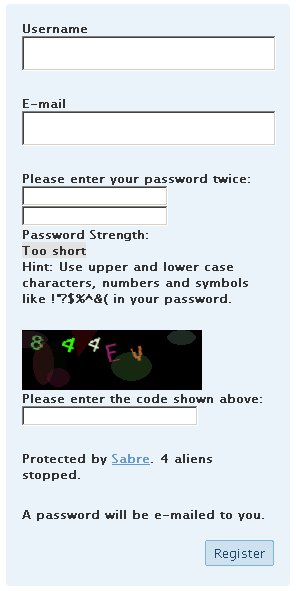 Username
E-mail
Please enter your password twice:
Password Strength:
Too short
Hint: Use upper and lower case
characters, numbers and symbols
like !"?$%^&( in your password.
Please enter the code shown above:
Protected by Sabre. 4 aliens
stopped.
A password will be e-mailed to you.
Register